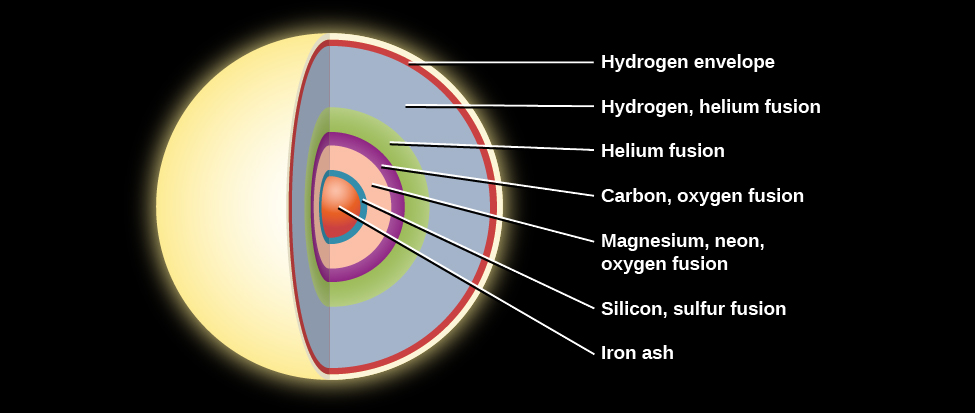 Hydrogen envelope
Hydrogen, helium fusion
Helium fusion
Carbon, oxygen fusion
Magnesium, neon,
oxygen fusion
Silicon, sulfur fusion
Iron ash